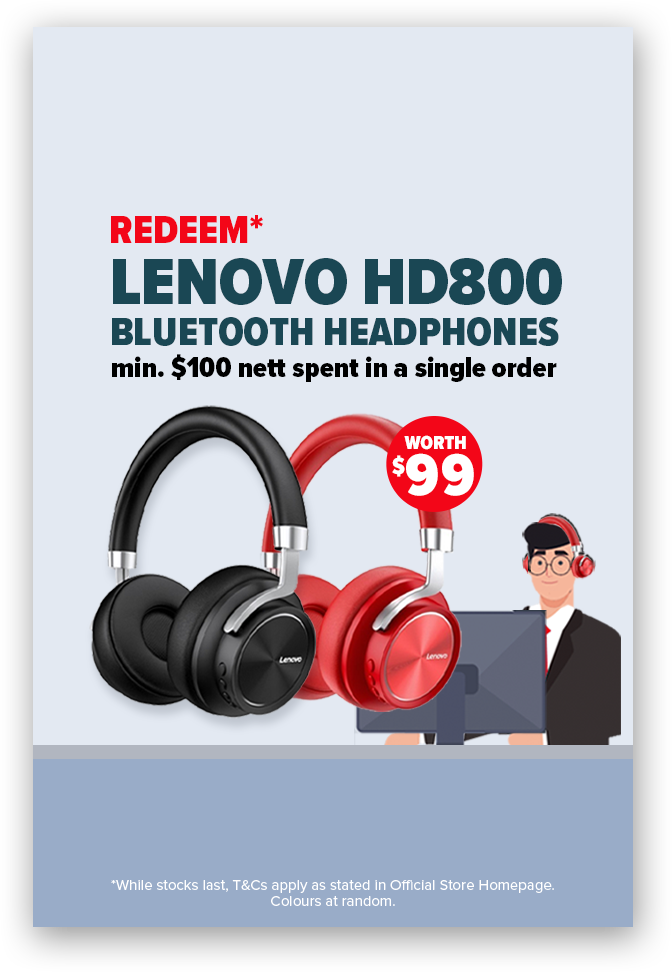 REDEEM*
LENOVO HD800
BLUETOOTH HEADPHONES
min. $100 nett spent in a single order
WORTH
$99
Lenovo
Lenovo
*While stocks last, T&Cs apply as stated in Official Store Homepage.
Colours at random.